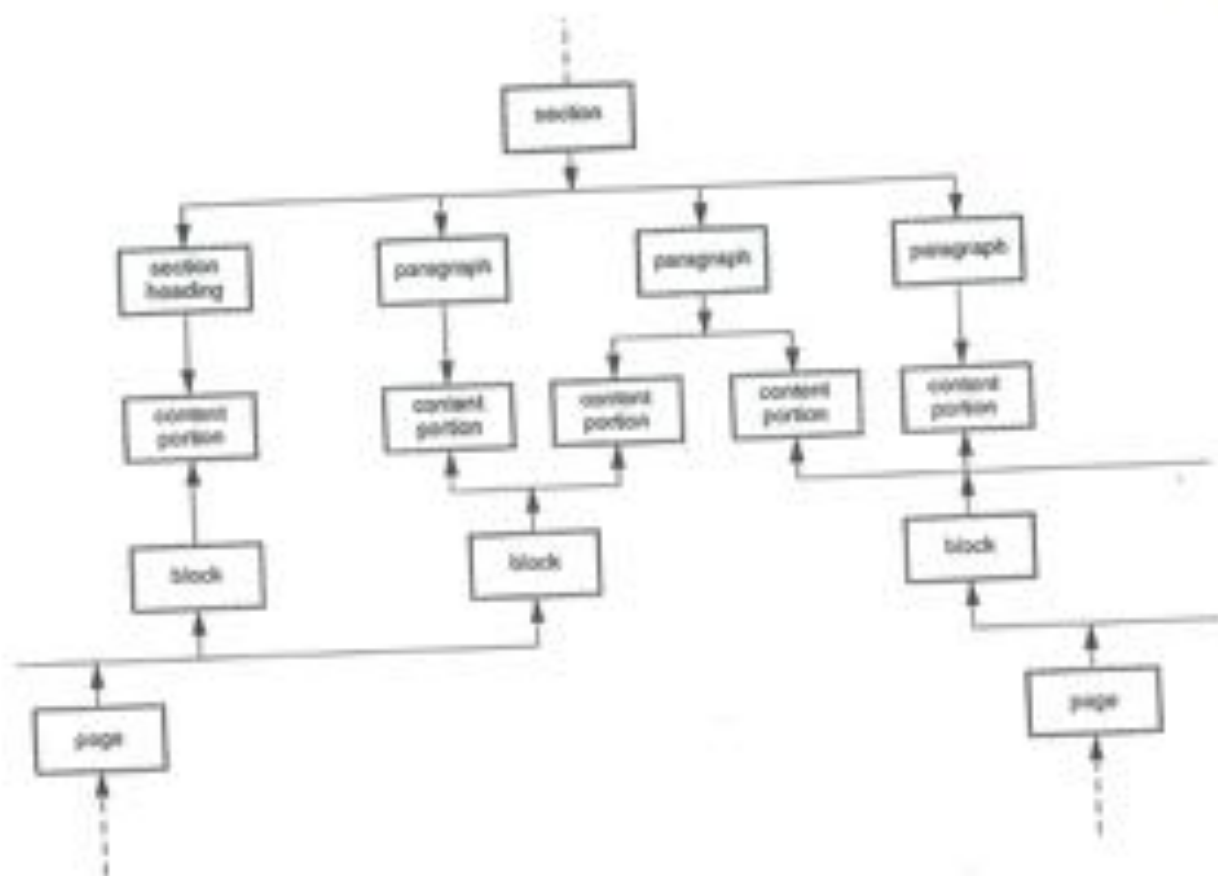 section
section
heading
paragraph
paragraph
paragraph
content
portion
content
portion
content
portion
content
portion
content
portion
block
block
block
page
page